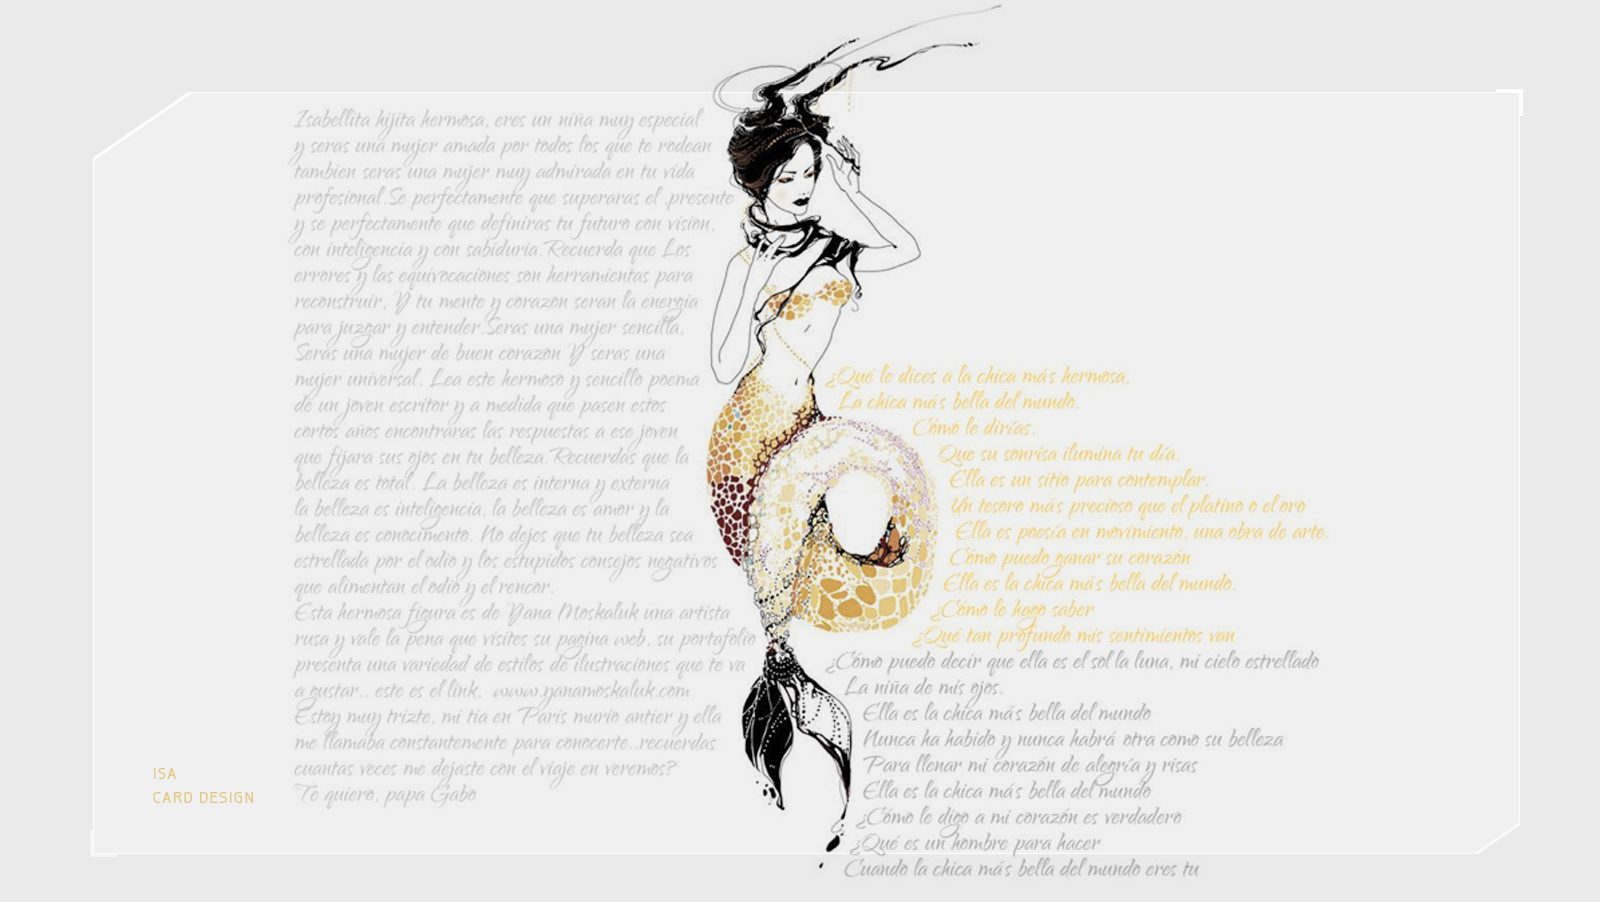 Isabellita hijita hermosa, eres un niña muy especial
y seras una mujer amada por todos los que te rodean
tambien seras una mujer muy admirada en tu vida
profesional.Se perfectamente que superaras el ,presente
y se perfectamente que definiras tu futuro con vision,
con inteligencia y con sabiduria.Recuerda que Los
errores y las equivocaciones son herramientas para
reconstruir, Y tu mente y corazon seran la energia
para juzgar y entender.Seras una mujer sencilla,
Seras una mujer de buen corazon Y seras una
mujer universal. Lea este hermoso y sencillo poema
de un joven escritor y a medida que pasen estos
cortos años encontraras las respuestas a ese joven
que fijara sus ojos en tu belleza.Recuerdas que la
belleza es total. La belleza es interna y externa
la belleza es inteligencia, la belleza es amor y la
belleza es conocimento. No dejes que tu belleza sea
estrellada por el odio y los estupidos consejos negativos
que alimentan el odio y el rencor.
Esta hermosa figura es de Yana Moskaluk una artista
rusa y vale la pena que visites su pagina web, su portafolio
presenta una variedad de estilos de ilustraciones que te va
a gustar.. este es el link, www.yanamoskaluk.com
Estoy muy trizte, mi tia en Paris murio antier y ella
me llamaba constantemente para conocerte..recuerdas
cuantas veces me dejaste con el viaje en veremos?
Te quiero, papa Gabo
¿Qué le dices a la chica más hermosa,
La chica más bella del mundo.
Cómo le dirías.
Que su sonrisa ilumina tu día.
Ella es un sitio para contemplar.
Un tesoro más precioso que el platino o el oro
Ella es poesía en movimiento, una obra de arte.
Cómo puedo ganar su corazón
Ella es la chica más bella del mundo.
¿Cómo le hago saber
¿Qué tan profundo mis sentimientos van
¿Cómo puedo decir que ella es el sol la luna, mi cielo estrellado
La niña de mis ojos.
Ella es la chica más bella del mundo
Nunca ha habido y nunca habrá otra como su belleza
Para llenar mi corazón de alegría y risas
Ella es la chica más bella del mundo
¿Cómo le digo a mi corazón es verdadero
¿Qué es un hombre para hacer
Cuando la chica más bella del mundo eres tu
ISA
CARD DESIGN